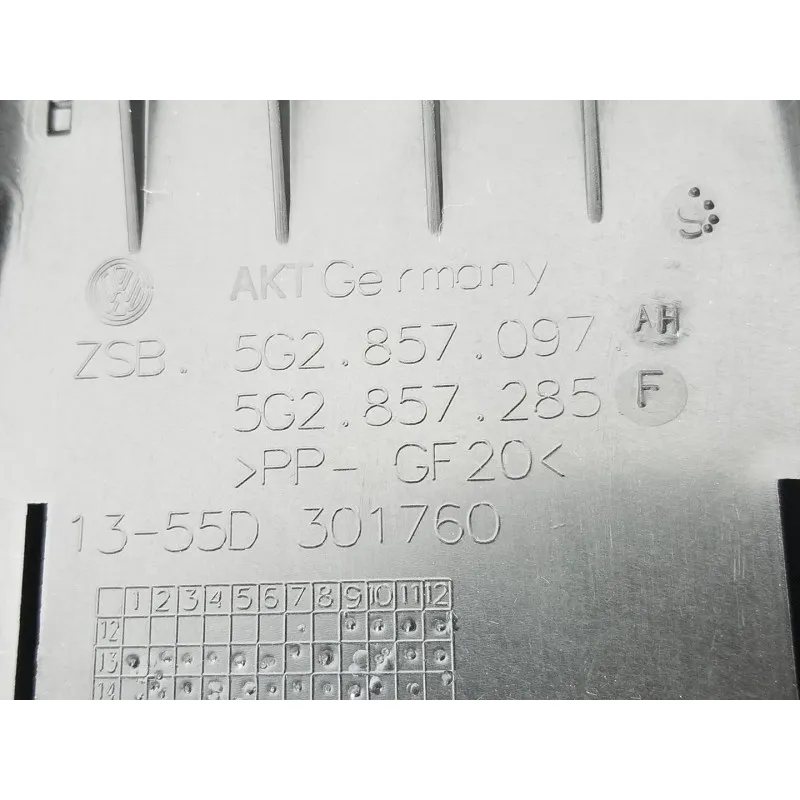 S
AKT Germany
ZSB. 5G2.857.097. AH
5G2.857.285 F
>PP- GF20<
13-55D 301760
1 2 3 4 5 6 7 8 9 10 11 12
12
13
14